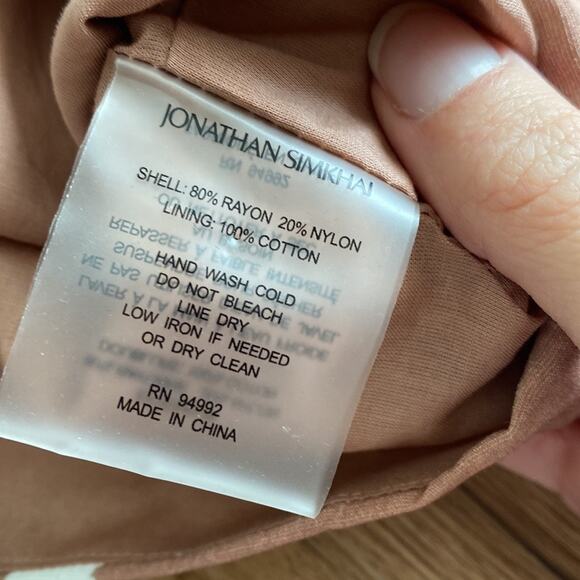 JONATHAN SIMKHAI
SHELL: 80% RAYON 20% NYLON
LINING: 100% COTTON
HAND WASH COLD
DO NOT BLEACH
LINE DRY
LOW IRON IF NEEDED
OR DRY CLEAN
RN 94992
MADE IN CHINA